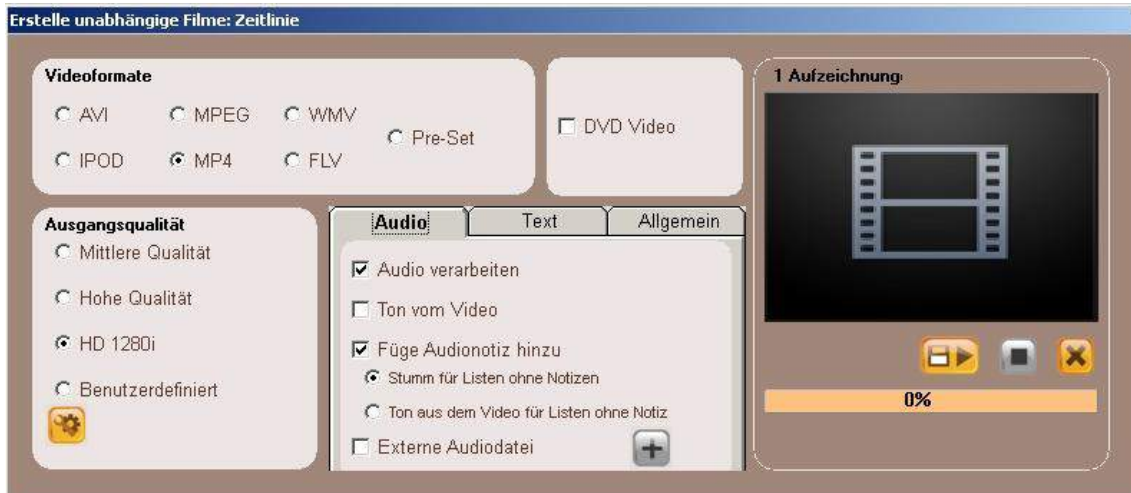 Erstelle unabhängige Filme: Zeitlinie
Videoformate
AVI
MPEG
WMV
Pre-Set
IPOD
MP4
FLV
DVD Video
1 Aufzeichnung:
Ausgangsqualität
Mittlere Qualität
Hohe Qualität
HD 1280i
Benutzerdefiniert
Audio
Text
Allgemein
Audio verarbeiten
Ton vom Video
Füge Audionotiz hinzu
Stumm für Listen ohne Notizen
Ton aus dem Video für Listen ohne Notiz
Externe Audiodatei
0%